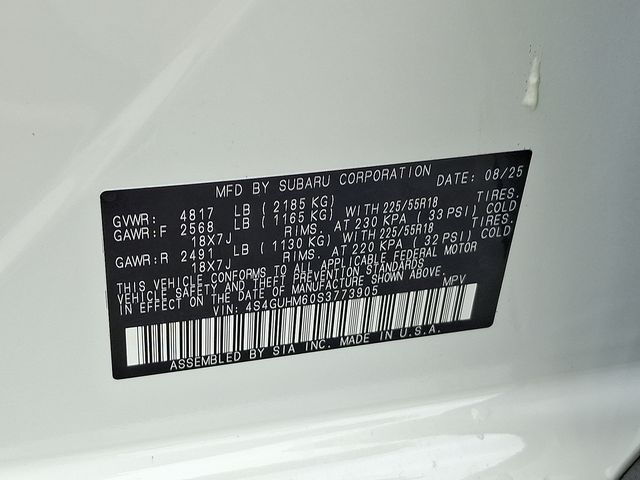 MFD BY SUBARU CORPORATION DATE: 08/25
GVWR: 4817 LB ( 2185 KG)
GAWR:F 2568 LB ( 1165 KG) WITH 225/55R18 TIRES.
18X7J RIMS. AT 230 KPA ( 33 PSI) COLD
GAWR:R 2491 LB ( 1130 KG) WITH 225/55R18 TIRES.
18X7J RIMS. AT 220 KPA ( 32 PSI) COLD
THIS VEHICLE CONFORMS TO ALL APPLICABLE FEDERAL MOTOR
VEHICLE SAFETY AND THEFT PREVENTION STANDARDS
IN EFFECT ON THE DATE OF MANUFACTURE SHOWN ABOVE.
VIN: 4S4GUHM60S3773905 MPV
ASSEMBLED BY SIA INC. MADE IN U.S.A.